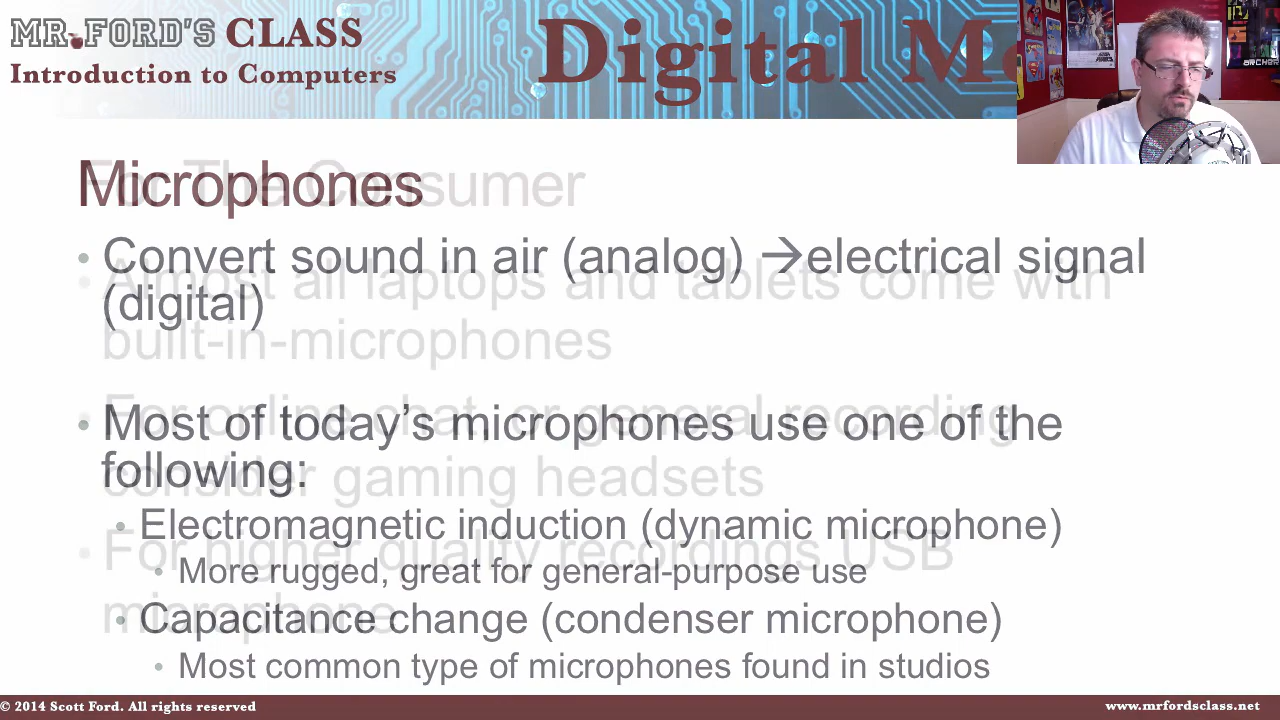 MR. FORD'S CLASS
Introduction to Computers
Digital M
Microphones
• Convert sound in air (analog) →electrical signal
(digital)
• Most of today's microphones use one of the
following:
• Electromagnetic induction (dynamic microphone)
• More rugged, great for general-purpose use
• Capacitance change (condenser microphone)
• Most common type of microphones found in studios
For The Consumer
• Almost all laptops and tablets come with
built-in-microphones
• For online chat, or general recording
consider gaming headsets
• For higher quality recordings USB
microphone
ARCHER
© 2014 Scott Ford. All rights reserved
www.mrfordsclass.net